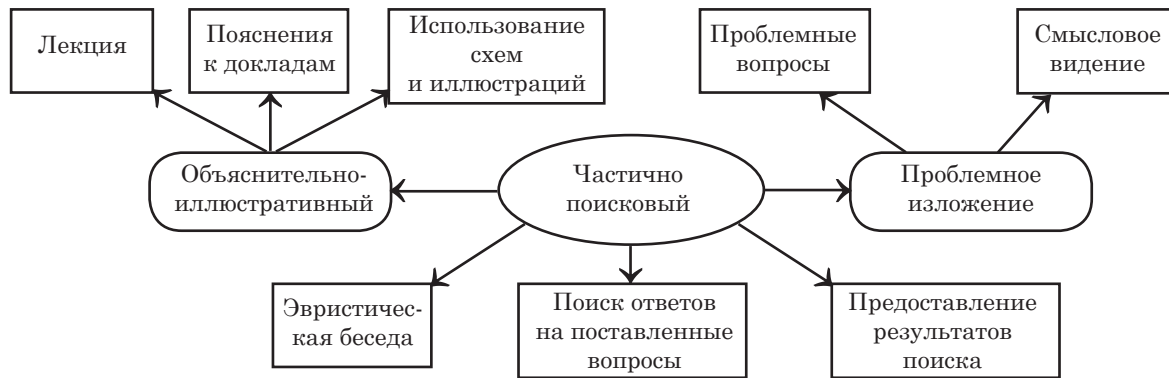 Лекция
Пояснения
к докладам
Использование
схем
и иллюстраций
Проблемные
вопросы
Смысловое
видение
Объяснительно-
иллюстративный
Частично
поисковый
Проблемное
изложение
Эвристичес-
кая беседа
Поиск ответов
на поставленные
вопросы
Предоставление
результатов
поиска